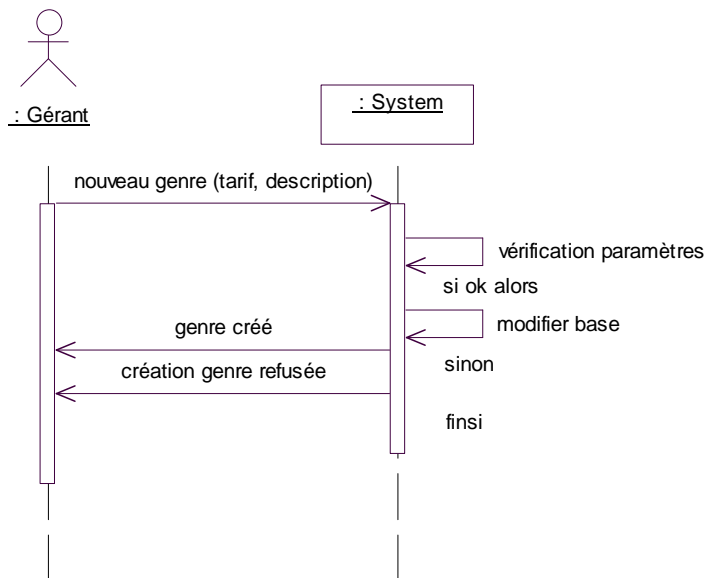 : Gérant
: System
nouveau genre (tarif, description)
vérification paramètres
si ok alors
modifier base
genre créé
sinon
création genre refusée
finsi